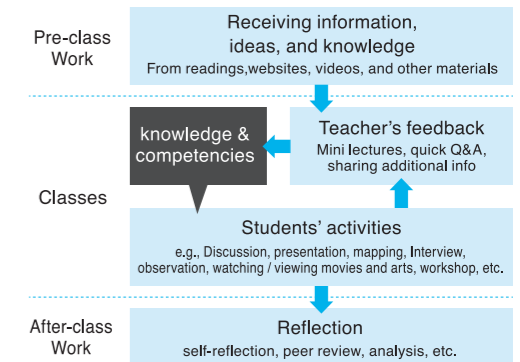 Pre-class
Work
Receiving information,
ideas, and knowledge
From readings,websites, videos, and other materials
Classes
knowledge &
competencies
Teacher's feedback
Mini lectures, quick Q&A,
sharing additional info
Students' activities
e.g., Discussion, presentation, mapping, Interview,
observation, watching / viewing movies and arts, workshop, etc.
After-class
Work
Reflection
self-reflection, peer review, analysis, etc.